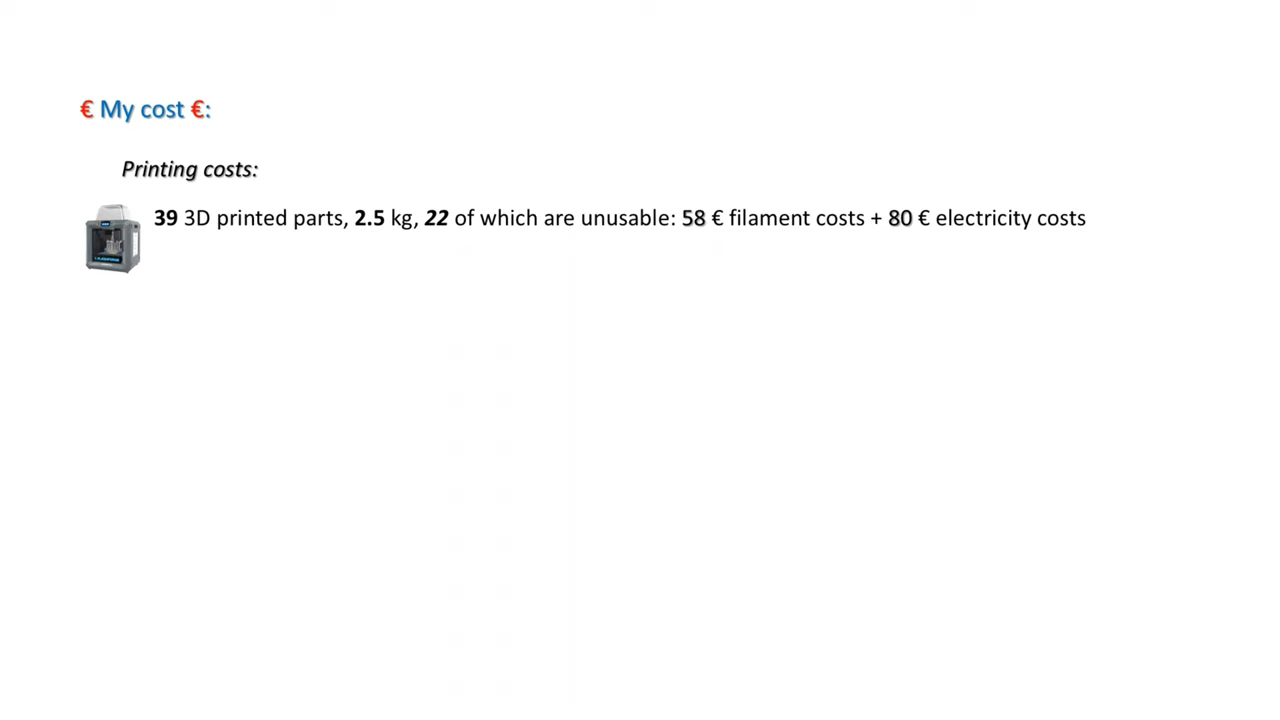 € My cost €:
Printing costs:
39 3D printed parts, 2.5 kg, 22 of which are unusable: 58 € filament costs + 80 € electricity costs